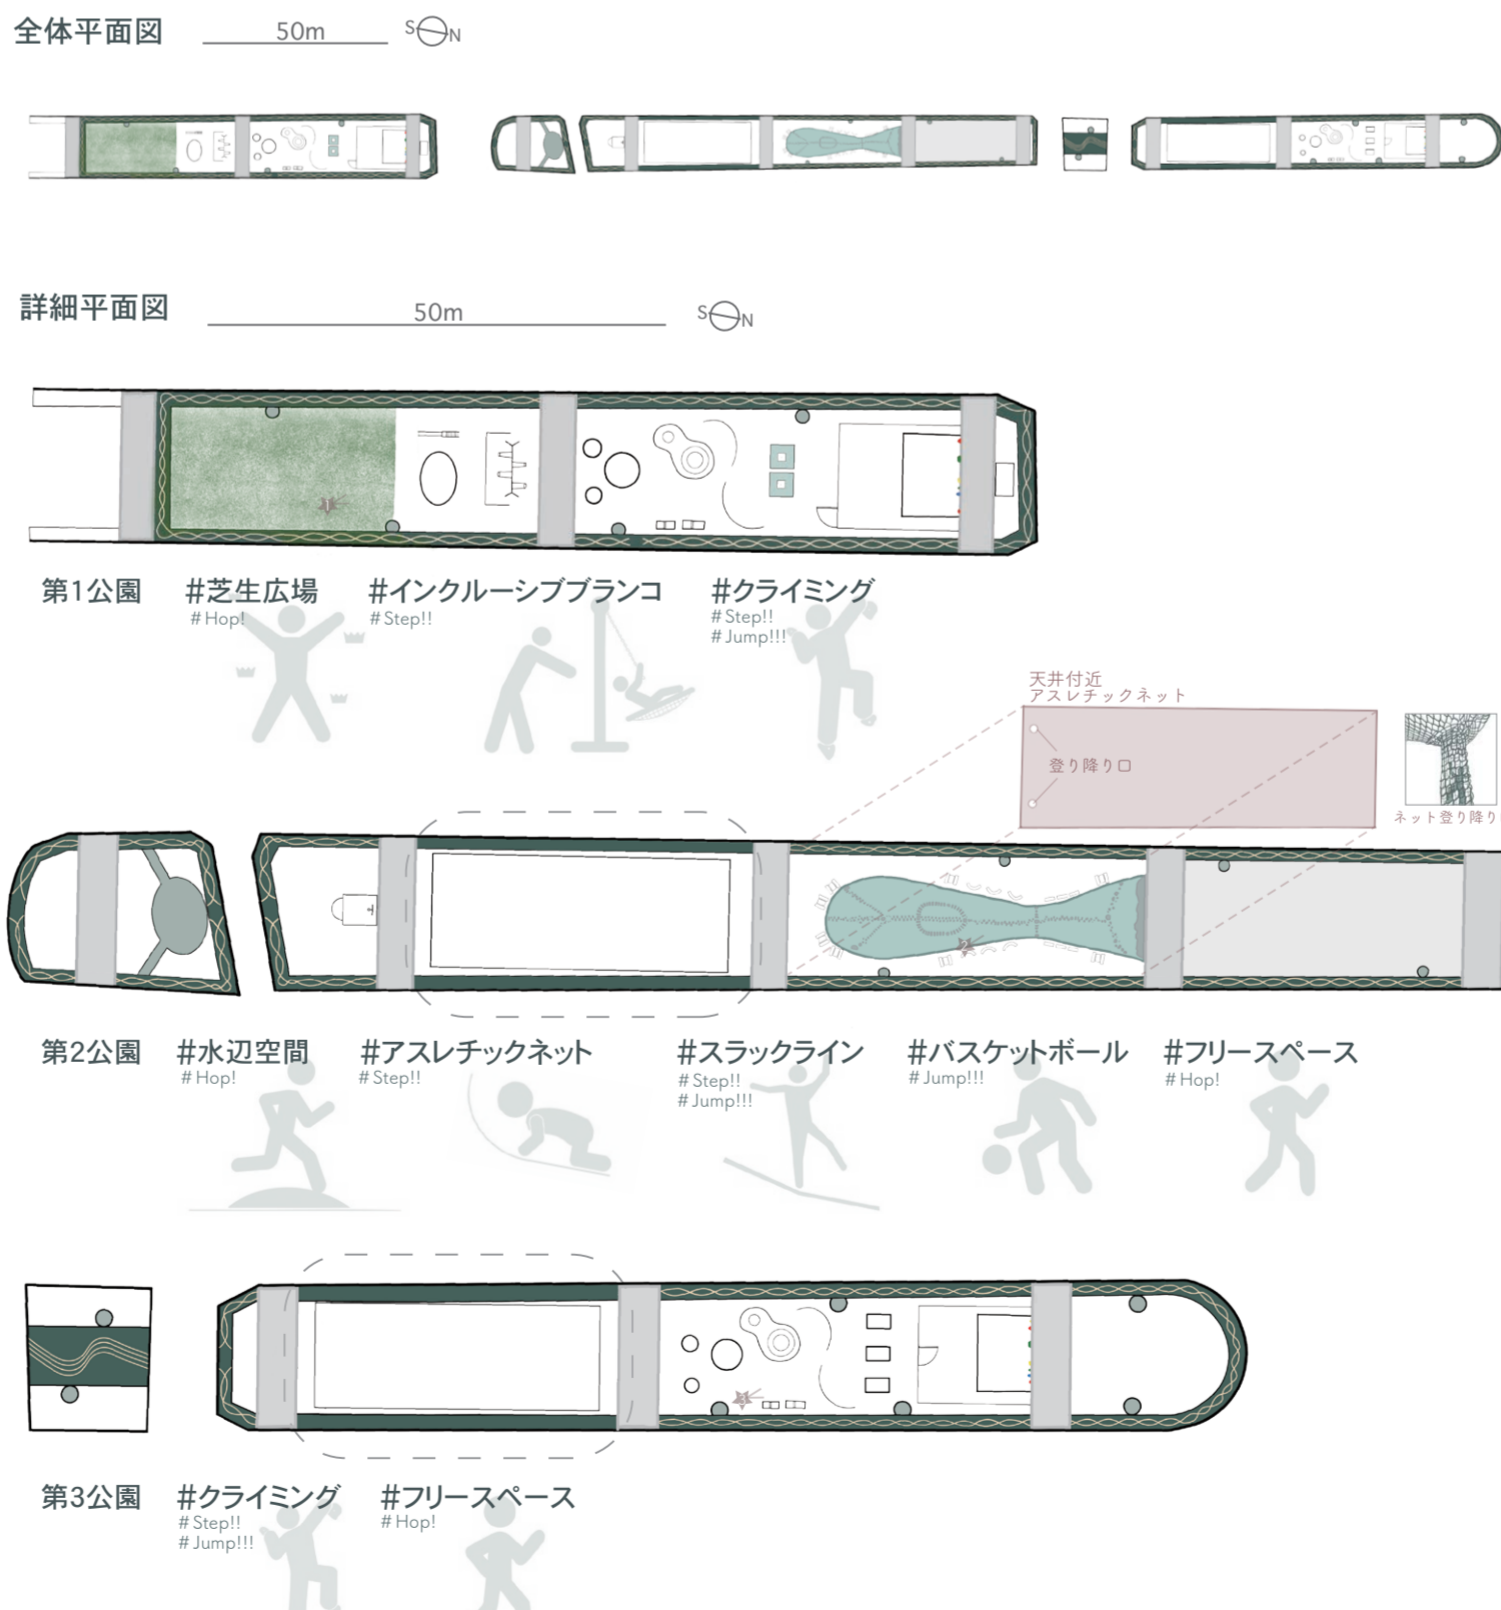 全体平面図
50m
S N
詳細平面図
50m
S N
1
第1公園
#芝生広場
#Hop!
#インクルーシブブランコ
#Step!!
#クライミング
#Step!!
#Jump!!!
天井付近
アスレチックネット
登り降り口
ネット登り降り
2
第2公園
#水辺空間
#Hop!
#アスレチックネット
#Step!!
#スラックライン
#Step!!
#Jump!!!
#バスケットボール
#Jump!!!
#フリースペース
#Hop!
第3公園
#クライミング
#Step!!
#Jump!!!
#フリースペース
#Hop!